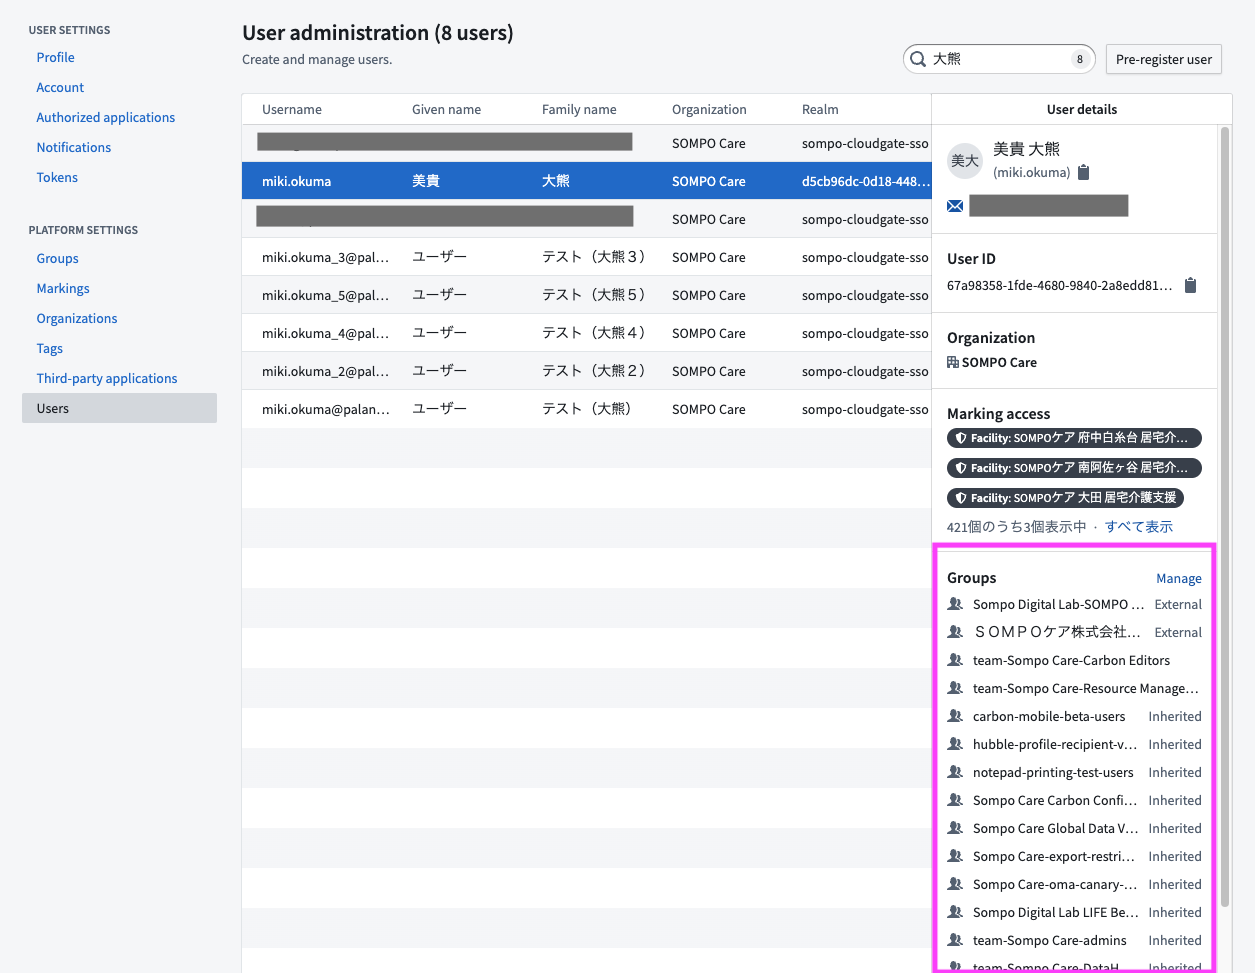 USER SETTINGS
Profile
Account
Authorized applications
Notifications
Tokens
PLATFORM SETTINGS
Groups
Markings
Organizations
Tags
Third-party applications
Users
User administration (8 users)
Create and manage users.
大熊 8
Pre-register user
Username Given name Family name Organization Realm
SOMPO Care sompo-cloudgate-sso
miki.okuma 美貴 大熊 SOMPO Care d5cb96dc-0d18-448...
SOMPO Care sompo-cloudgate-sso
miki.okuma_3@pal... ユーザー テスト（大熊３） SOMPO Care sompo-cloudgate-sso
miki.okuma_5@pal... ユーザー テスト（大熊５） SOMPO Care sompo-cloudgate-sso
miki.okuma_4@pal... ユーザー テスト（大熊４） SOMPO Care sompo-cloudgate-sso
miki.okuma_2@pal... ユーザー テスト（大熊２） SOMPO Care sompo-cloudgate-sso
miki.okuma@palan... ユーザー テスト（大熊） SOMPO Care sompo-cloudgate-sso
User details
美大 美貴 大熊
(miki.okuma)
User ID
67a98358-1fde-4680-9840-2a8edd81...
Organization
SOMPO Care
Marking access
Facility: SOMPOケア 府中白糸台 居宅介...
Facility: SOMPOケア 南阿佐ヶ谷 居宅介...
Facility: SOMPOケア 大田 居宅介護支援
421個のうち3個表示中 · すべて表示
Groups Manage
Sompo Digital Lab-SOMPO ... External
ＳＯＭＰＯケア株式会社... External
team-Sompo Care-Carbon Editors
team-Sompo Care-Resource Manage...
carbon-mobile-beta-users Inherited
hubble-profile-recipient-v... Inherited
notepad-printing-test-users Inherited
Sompo Care Carbon Confi... Inherited
Sompo Care Global Data V... Inherited
Sompo Care-export-restri... Inherited
Sompo Care-oma-canary-... Inherited
Sompo Digital Lab LIFE Be... Inherited
team-Sompo Care-admins Inherited
team-Sompo Care-DataH... Inherited